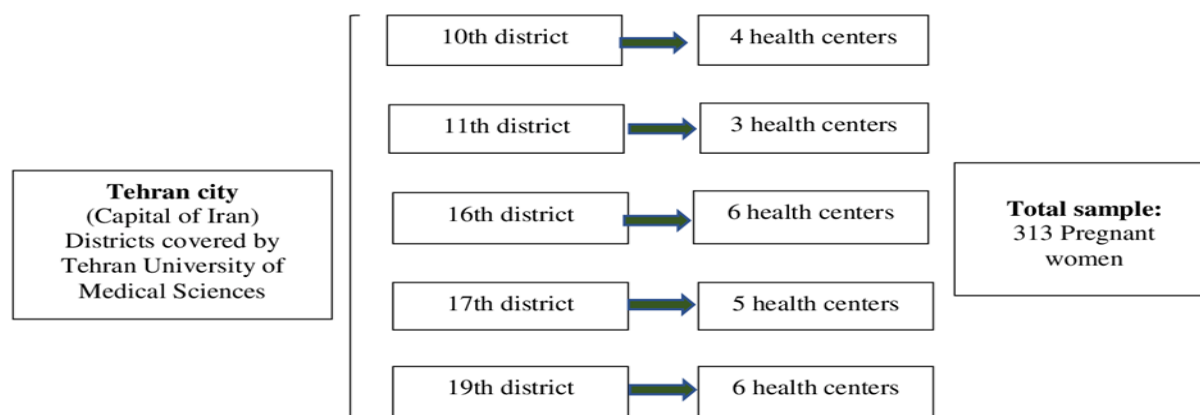 Tehran city
(Capital of Iran)
Districts covered by
Tehran University of
Medical Sciences
10th district
4 health centers
11th district
3 health centers
16th district
6 health centers
17th district
5 health centers
19th district
6 health centers
Total sample:
313 Pregnant
women